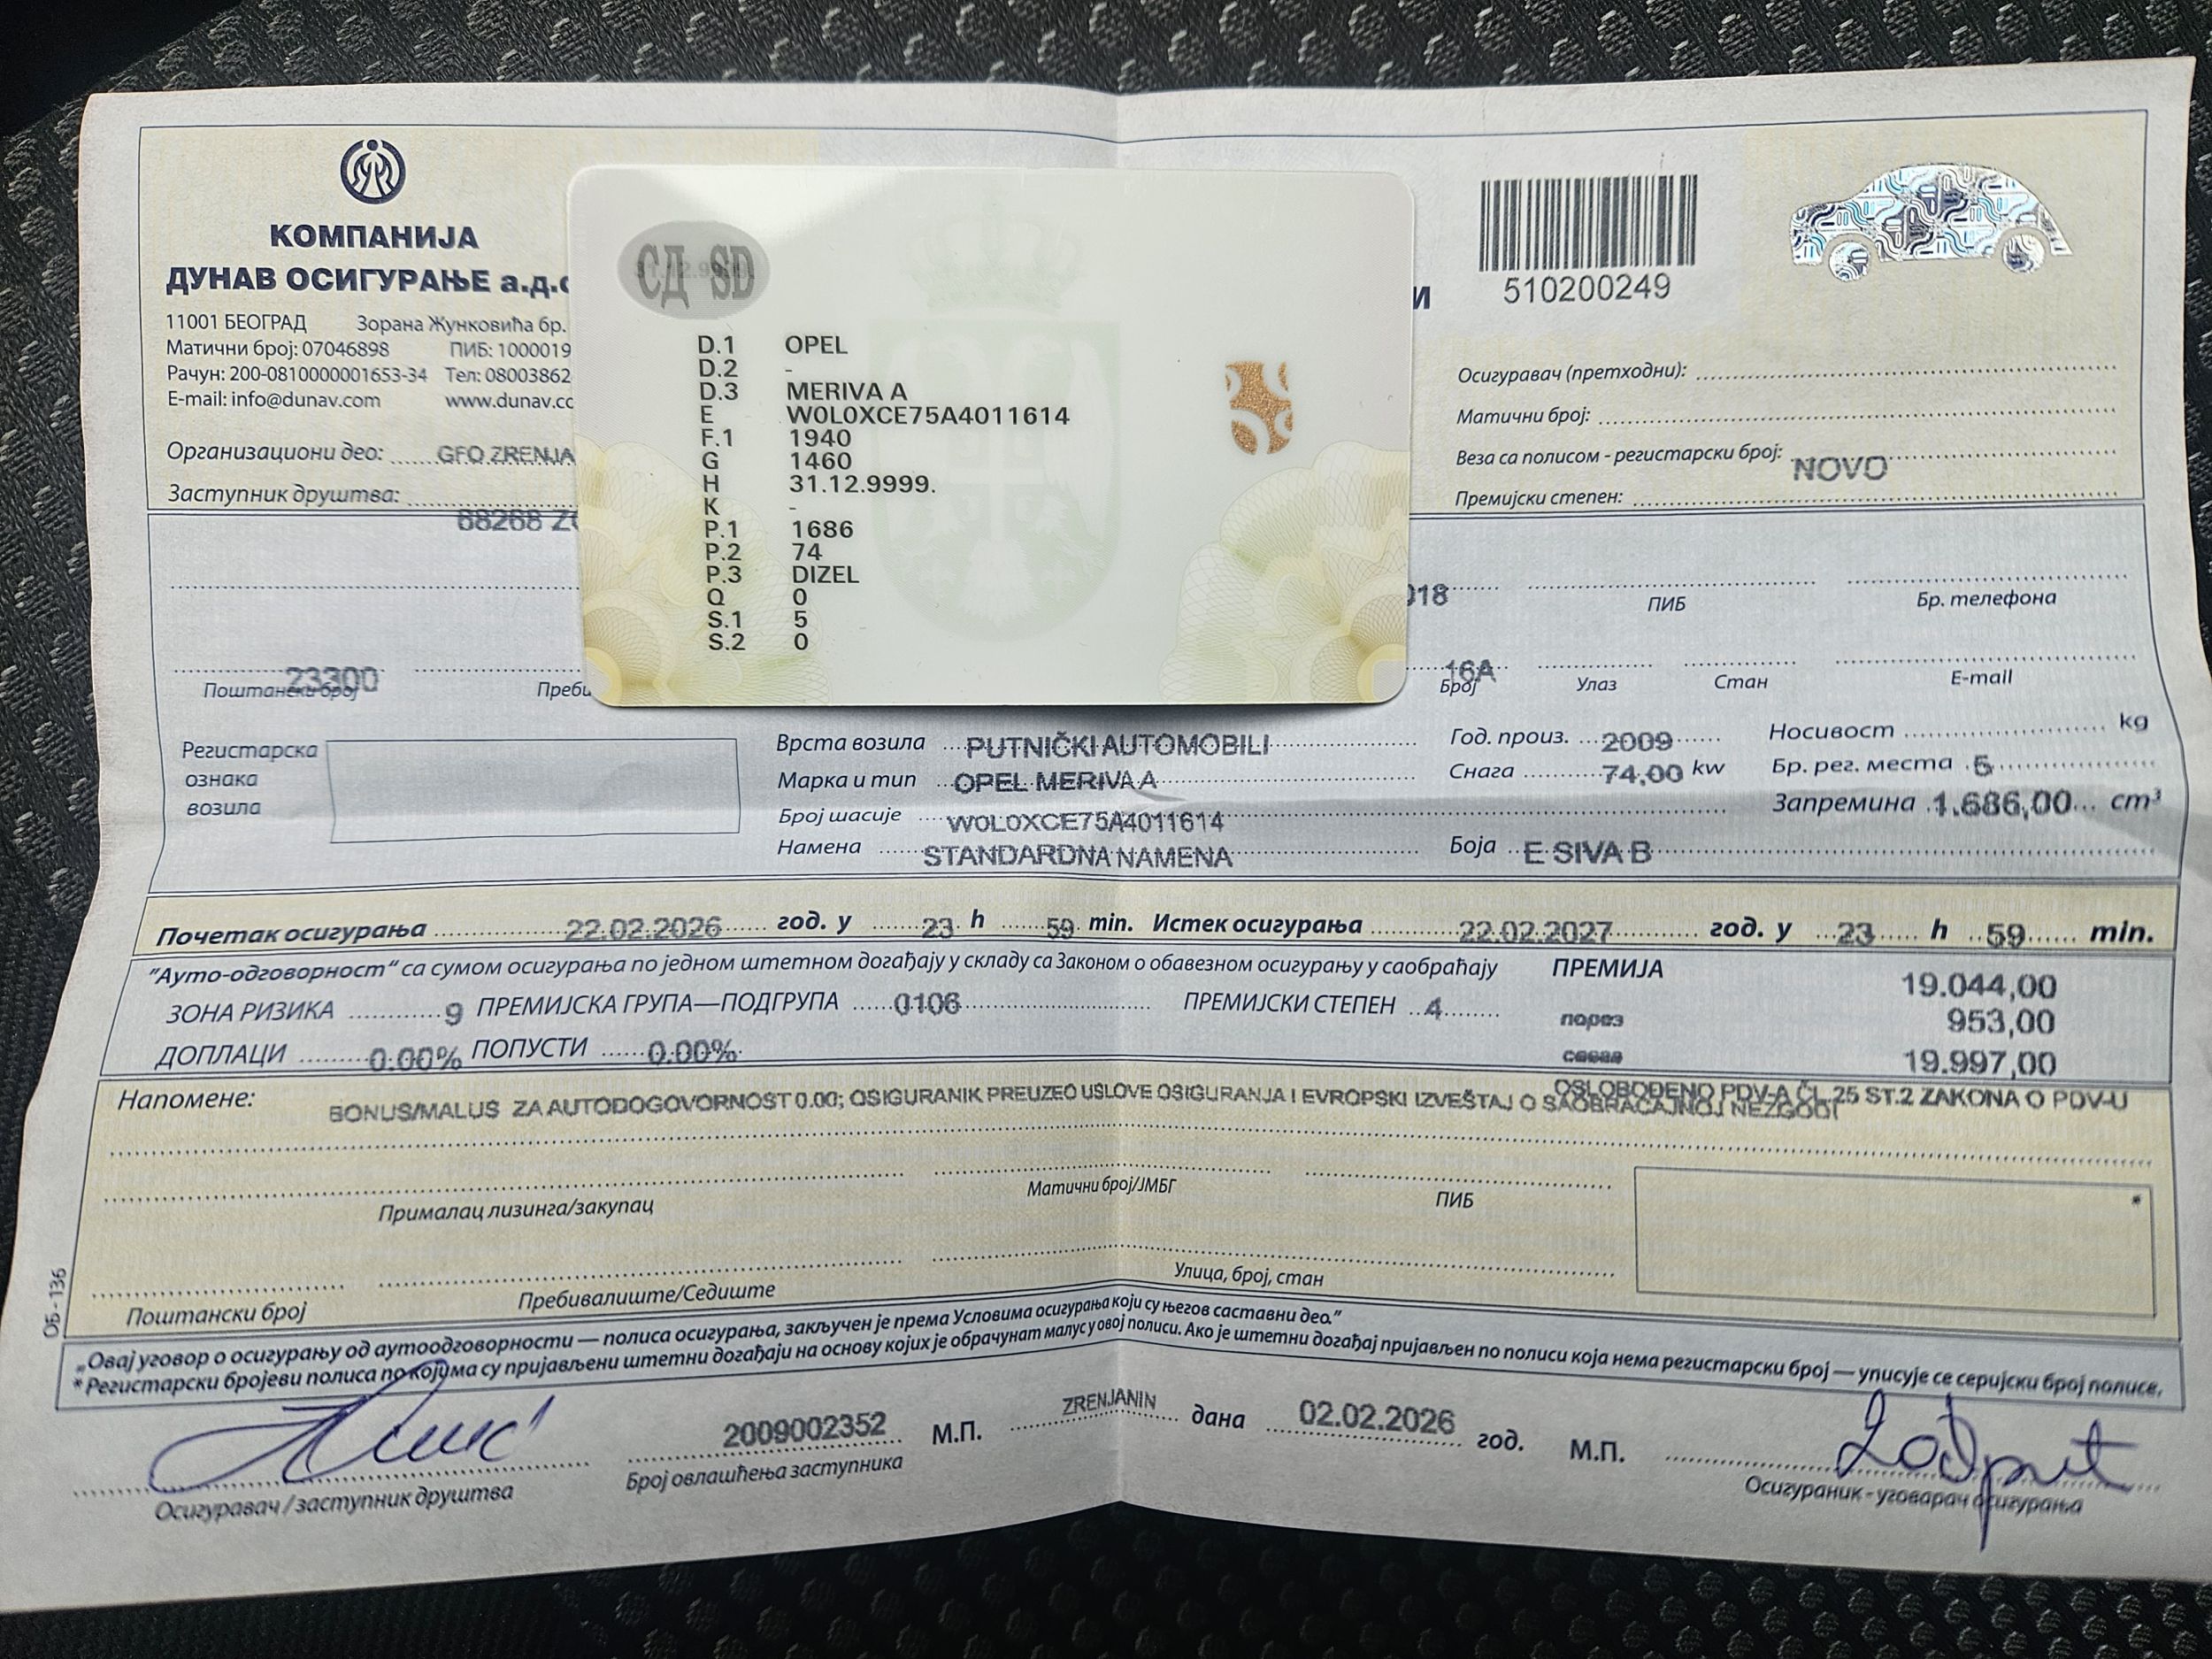 КОМПАНИЈА
ДУНАВ ОСИГУРАЊЕ а.д.о
11001 БЕОГРАД Зорана Жунковића бр.
Матични број: 07046898 ПИБ: 1000019
Рачун: 200-0810000001653-34 Тел: 08003862
E-mail: info@dunav.com www.dunav.co
Организациони део: GFO ZRENJA
Заступник друштва:
68268
СД SD
31.12.9999.
D.1 OPEL
D.2 -
D.3 MERIVA A
E W0L0XCE75A4011614
F.1 1940
G 1460
H 31.12.9999.
K -
P.1 1686
P.2 74
P.3 DIZEL
Q 0
S.1 5
S.2 0
И
510200249
Осигуравач (претходни):
Матични број:
Веза са полисом - регистарски број: NOVO
Премијски степен:
018 ПИБ Бр. телефона
23300 16A
Поштански број Преби Број Улаз Стан E-mail
Регистарска ознака возила
Врста возила PUTNIČKI AUTOMOBILI Год. произ. 2009 Носивост kg
Марка и тип OPEL MERIVA A Снага 74,00 kw Бр. рег. места 5
Број шасије W0L0XCE75A4011614 Запремина 1.686,00 cm³
Намена STANDARDNA NAMENA Боја E SIVA B
Почетак осигурања 22.02.2026 год. у 23 h 59 min. Истек осигурања 22.02.2027 год. у 23 h 59 min.
"Ауто-одговорност" са сумом осигурања по једном штетном догађају у складу са Законом о обавезном осигурању у саобраћају ПРЕМИЈА 19.044,00
ЗОНА РИЗИКА 9 ПРЕМИЈСКА ГРУПА—ПОДГРУПА 0106 ПРЕМИЈСКИ СТЕПЕН 4 порез 953,00
ДОПЛАЦИ 0.00% ПОПУСТИ 0.00% 19.997,00
Напомене: OSLOBOĐENO PDV-A ČL.25 ST.2 ZAKONA O PDV-U
BONUS/MALUS ZA AUTODOGOVORNOST 0.00; OSIGURANIK PREUZEO USLOVE OSIGURANJA I EVROPSKI IZVEŠTAJ O SAOBRAĆAJNOJ NEZGODI
Прималац лизинга/закупац Матични број/ЈМБГ ПИБ *
Поштански број Пребивалиште/Седиште Улица, број, стан
ОБ-136
„Овај уговор о осигурању од аутоодговорности — полиса осигурања, закључен је према Условима осигурања који су његов саставни део."
* Регистарски бројеви полиса по којима су пријављени штетни догађаји на основу којих је обрачунат малус у овој полиси. Ако је штетни догађај пријављен по полиси која нема регистарски број — уписује се серијски број полисе.
2009002352 М.П. ZRENJANIN дана 02.02.2026 год. М.П.
Осигуравач / заступник друштва Број овлашћења заступника Осигураник - уговарач осигурања